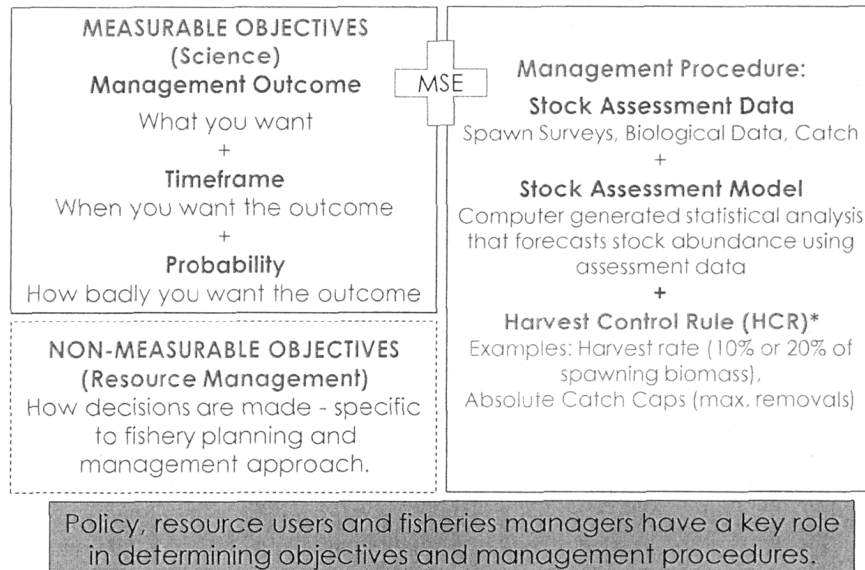 MEASURABLE OBJECTIVES
(Science)
Management Outcome
What you want
+
Timeframe
When you want the outcome
+
Probability
How badly you want the outcome
NON-MEASURABLE OBJECTIVES
(Resource Management)
How decisions are made - specific
to fishery planning and
management approach.
MSE
Management Procedure:
Stock Assessment Data
Spawn Surveys, Biological Data, Catch
+
Stock Assessment Model
Computer generated statistical analysis
that forecasts stock abundance using
assessment data
+
Harvest Control Rule (HCR)*
Examples: Harvest rate (10% or 20% of
spawning biomass),
Absolute Catch Caps (max. removals)
Policy, resource users and fisheries managers have a key role
in determining objectives and management procedures.